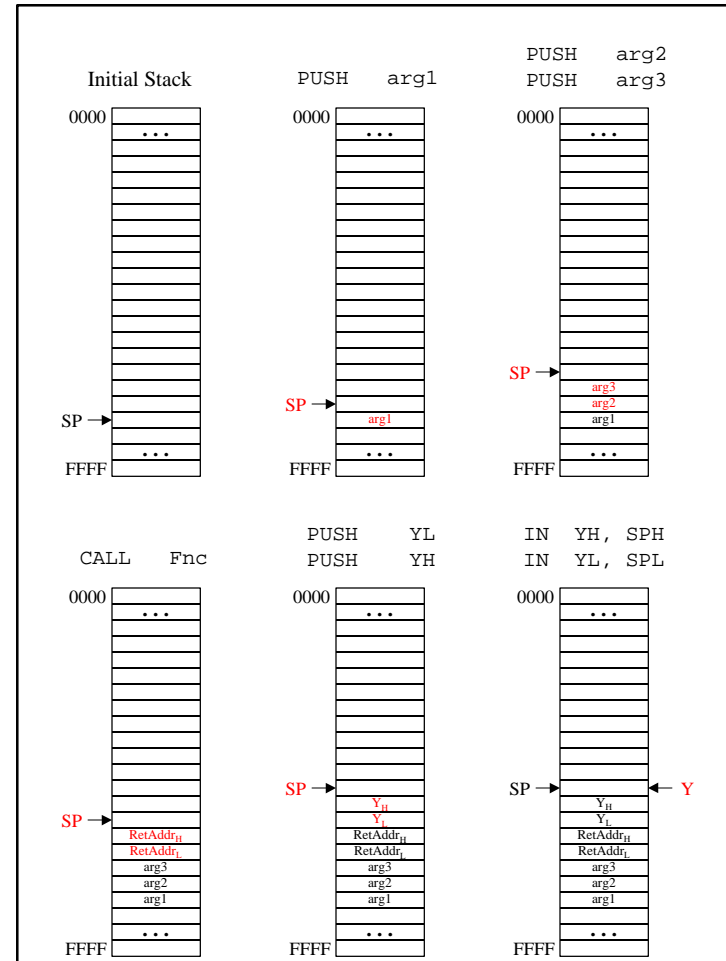 Initial Stack
0000
...
SP
...
FFFF
PUSH arg1
0000
...
SP
arg1
...
FFFF
PUSH arg2
PUSH arg3
0000
...
SP
arg3
arg2
arg1
...
FFFF
CALL Fnc
0000
...
SP
RetAddrH
RetAddrL
arg3
arg2
arg1
...
FFFF
PUSH YL
PUSH YH
0000
...
SP
YH
YL
RetAddrH
RetAddrL
arg3
arg2
arg1
...
FFFF
IN YH, SPH
IN YL, SPL
0000
...
SP Y
YH
YL
RetAddrH
RetAddrL
arg3
arg2
arg1
...
FFFF